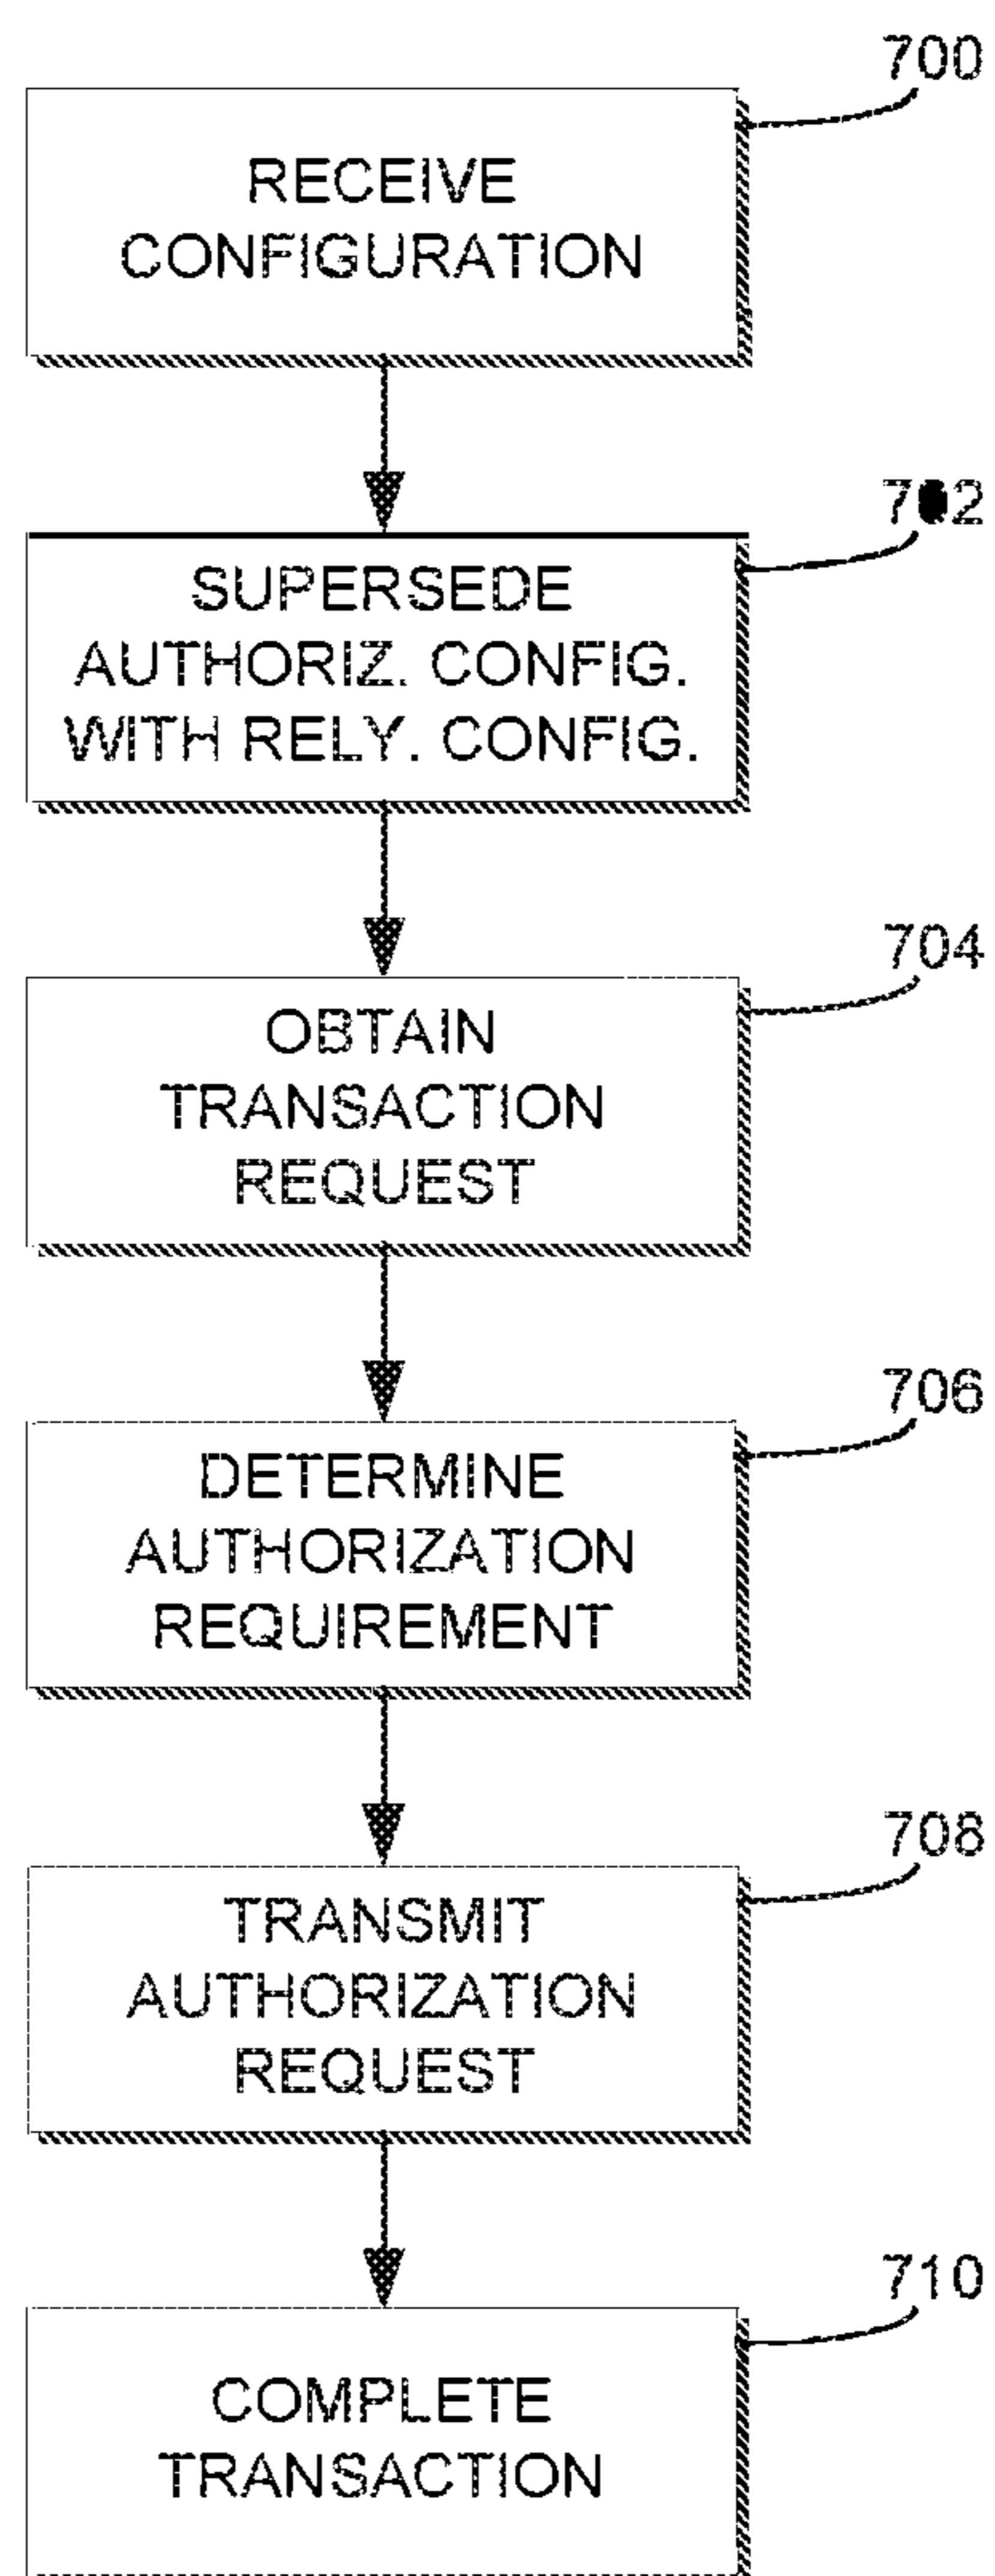 700
RECEIVE
CONFIGURATION
702
SUPERSEDE
AUTHORIZ. CONFIG.
WITH RELY. CONFIG.
704
OBTAIN
TRANSACTION
REQUEST
706
DETERMINE
AUTHORIZATION
REQUIREMENT
708
TRANSMIT
AUTHORIZATION
REQUEST
710
COMPLETE
TRANSACTION